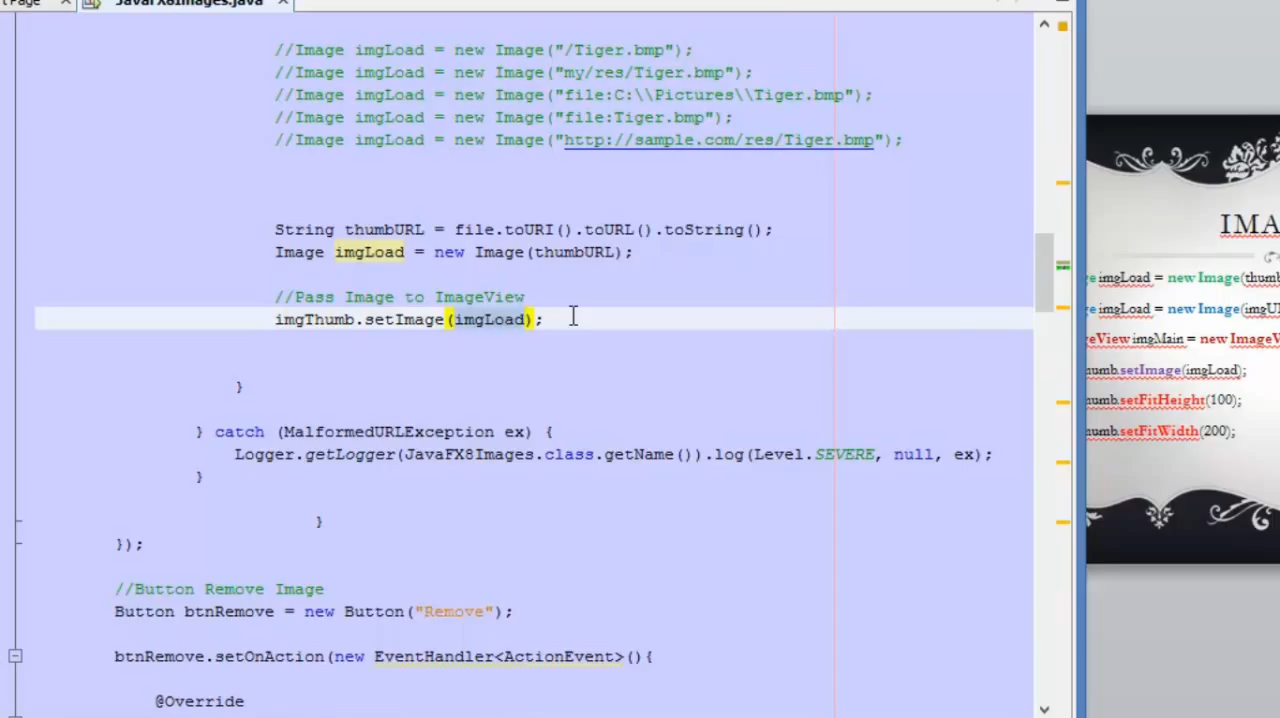 JavaFX8Images.java
//Image imgLoad = new Image("/Tiger.bmp");
//Image imgLoad = new Image("my/res/Tiger.bmp");
//Image imgLoad = new Image("file:C:\\Pictures\\Tiger.bmp");
//Image imgLoad = new Image("file:Tiger.bmp");
//Image imgLoad = new Image("http://sample.com/res/Tiger.bmp");
String thumbURL = file.toURI().toURL().toString();
Image imgLoad = new Image(thumbURL);
//Pass Image to ImageView
imgThumb.setImage(imgLoad);
}
} catch (MalformedURLException ex) {
Logger.getLogger(JavaFX8Images.class.getName()).log(Level.SEVERE, null, ex);
}
}
});
//Button Remove Image
Button btnRemove = new Button("Remove");
btnRemove.setOnAction(new EventHandler<ActionEvent>(){
@Override
IMA
imgLoad = new Image(thumb
imgLoad = new Image(imgU
View imgMain = new ImageV
humb.setImage(imgLoad);
humb.setFitHeight(100);
humb.setFitWidth(200);